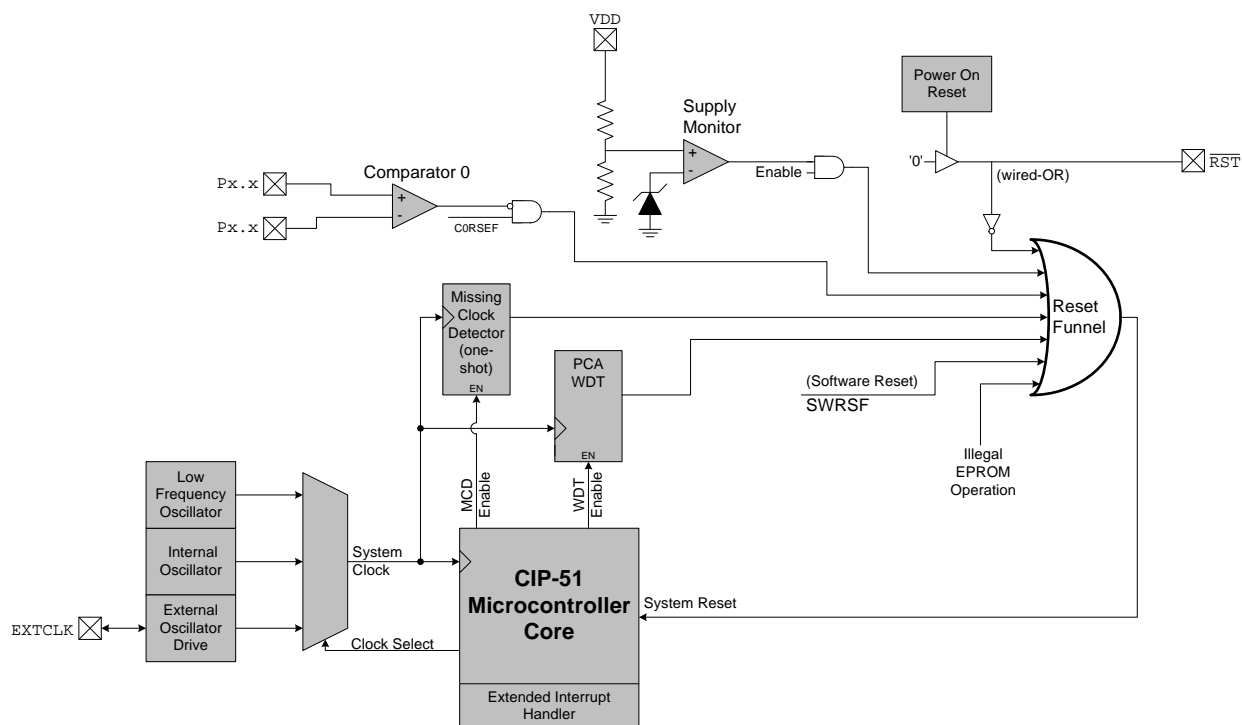 VDD
Power On
Reset
Supply
Monitor
+
-
Enable
'0'
(wired-OR)
RST
Comparator 0
Px.x
Px.x
+
-
C0RSEF
Missing
Clock
Detector
(one-
shot)
EN
PCA
WDT
EN
Reset
Funnel
(Software Reset)
SWRSF
Illegal
EPROM
Operation
MCD
Enable
WDT
Enable
Low
Frequency
Oscillator
Internal
Oscillator
External
Oscillator
Drive
EXTCLK
System
Clock
Clock Select
CIP-51
Microcontroller
Core
System Reset
Extended Interrupt
Handler